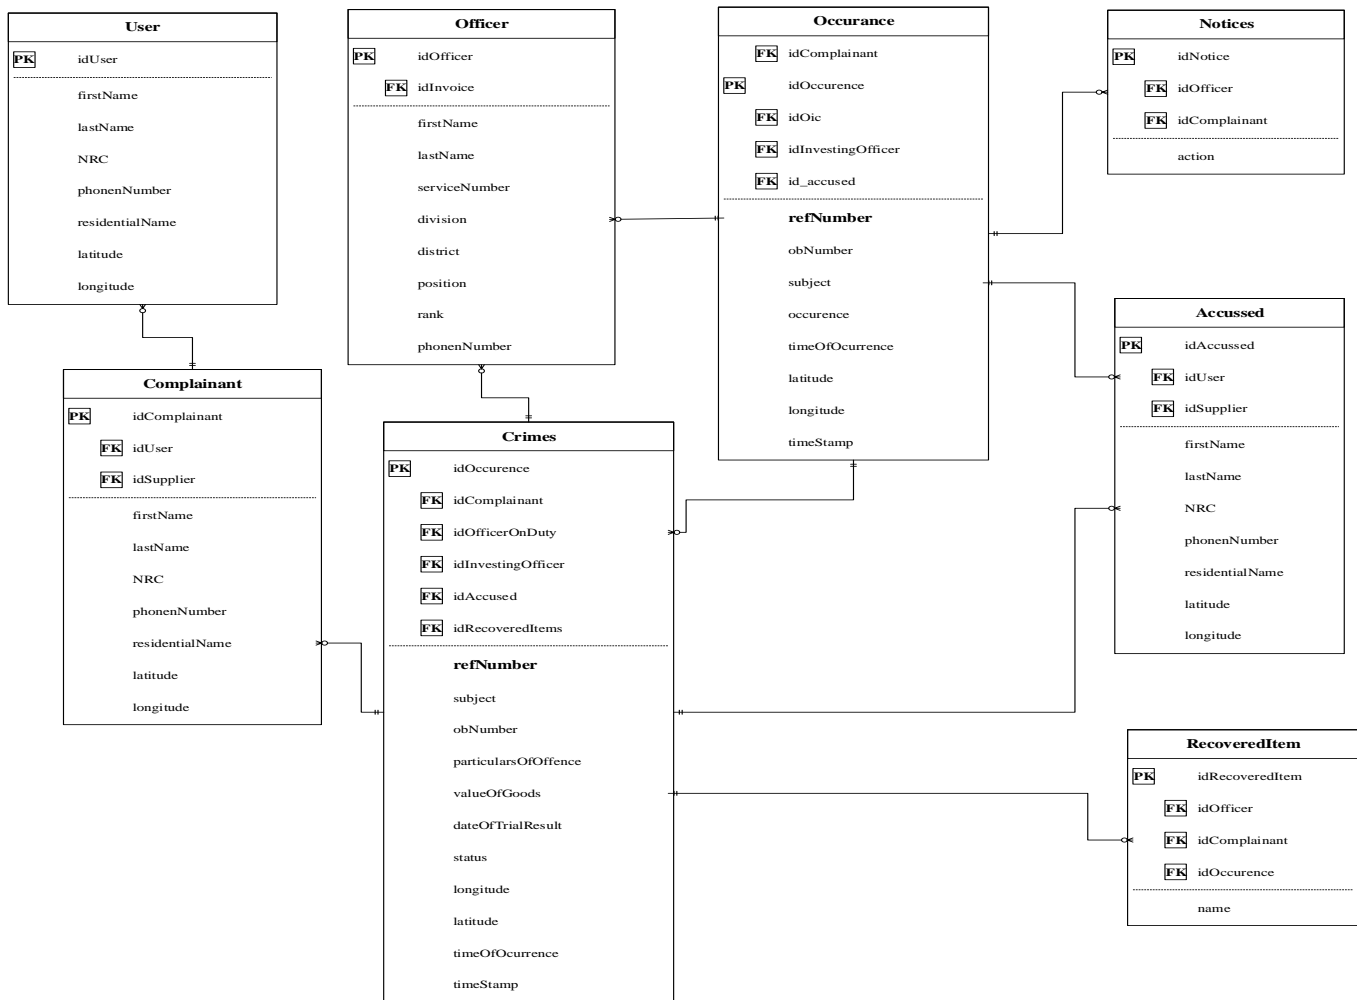 User
PK idUser
firstName
lastName
NRC
phonenNumber
residentialName
latitude
longitude
Officer
PK idOfficer
FK idInvoice
firstName
lastName
serviceNumber
division
district
position
rank
phonenNumber
Occurance
FK idComplainant
PK idOccurence
FK idOic
FK idInvestingOfficer
FK id_accused
refNumber
obNumber
subject
occurence
timeOfOcurrence
latitude
longitude
timeStamp
Notices
PK idNotice
FK idOfficer
FK idComplainant
action
Complainant
PK idComplainant
FK idUser
FK idSupplier
firstName
lastName
NRC
phonenNumber
residentialName
latitude
longitude
Crimes
PK idOccurence
FK idComplainant
FK idOfficerOnDuty
FK idInvestingOfficer
FK idAccused
FK idRecoveredItems
refNumber
subject
obNumber
particularsOfOffence
valueOfGoods
dateOfTrialResult
status
longitude
latitude
timeOfOcurrence
timeStamp
Accussed
PK idAccussed
FK idUser
FK idSupplier
firstName
lastName
NRC
phonenNumber
residentialName
latitude
longitude
RecoveredItem
PK idRecoveredItem
FK idOfficer
FK idComplainant
FK idOccurence
name